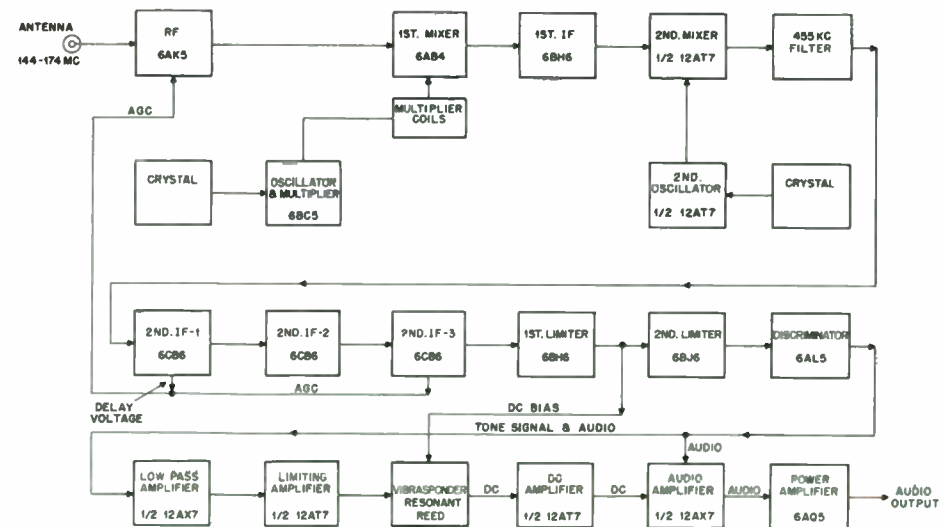 ANTENNA
144-174 MC
RF
6AK5
1ST. MIXER
6AB4
1ST. IF
6BH6
2ND. MIXER
1/2 12AT7
455 KC
FILTER
AGC
MULTIPLIER
COILS
CRYSTAL
OSCILLATOR
& MULTIPLIER
6BC5
2ND.
OSCILLATOR
1/2 12AT7
CRYSTAL
2ND. IF-1
6CB6
2ND. IF-2
6CB6
2ND. IF-3
6CB6
1ST. LIMITER
6BH6
2ND. LIMITER
6BJ6
DISCRIMINATOR
6AL5
AGC
DELAY
VOLTAGE
DC BIAS
TONE SIGNAL & AUDIO
AUDIO
LOW PASS
AMPLIFIER
1/2 12AX7
LIMITING
AMPLIFIER
1/2 12AT7
VIBRASPONDER
RESONANT
REED
DC
DC
AMPLIFIER
1/2 12AT7
DC
AUDIO
AMPLIFIER
1/2 12AX7
AUDIO
POWER
AMPLIFIER
6AQ5
AUDIO
OUTPUT